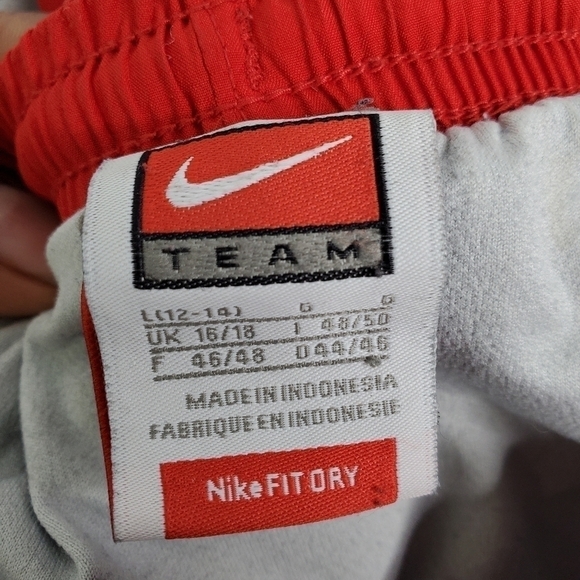 TEAM
L(12-14) G G
UK 16/18 I 48/50
F 46/48 D 44/46
MADE IN INDONESIA
FABRIQUE EN INDONESIE
Nike FIT DRY